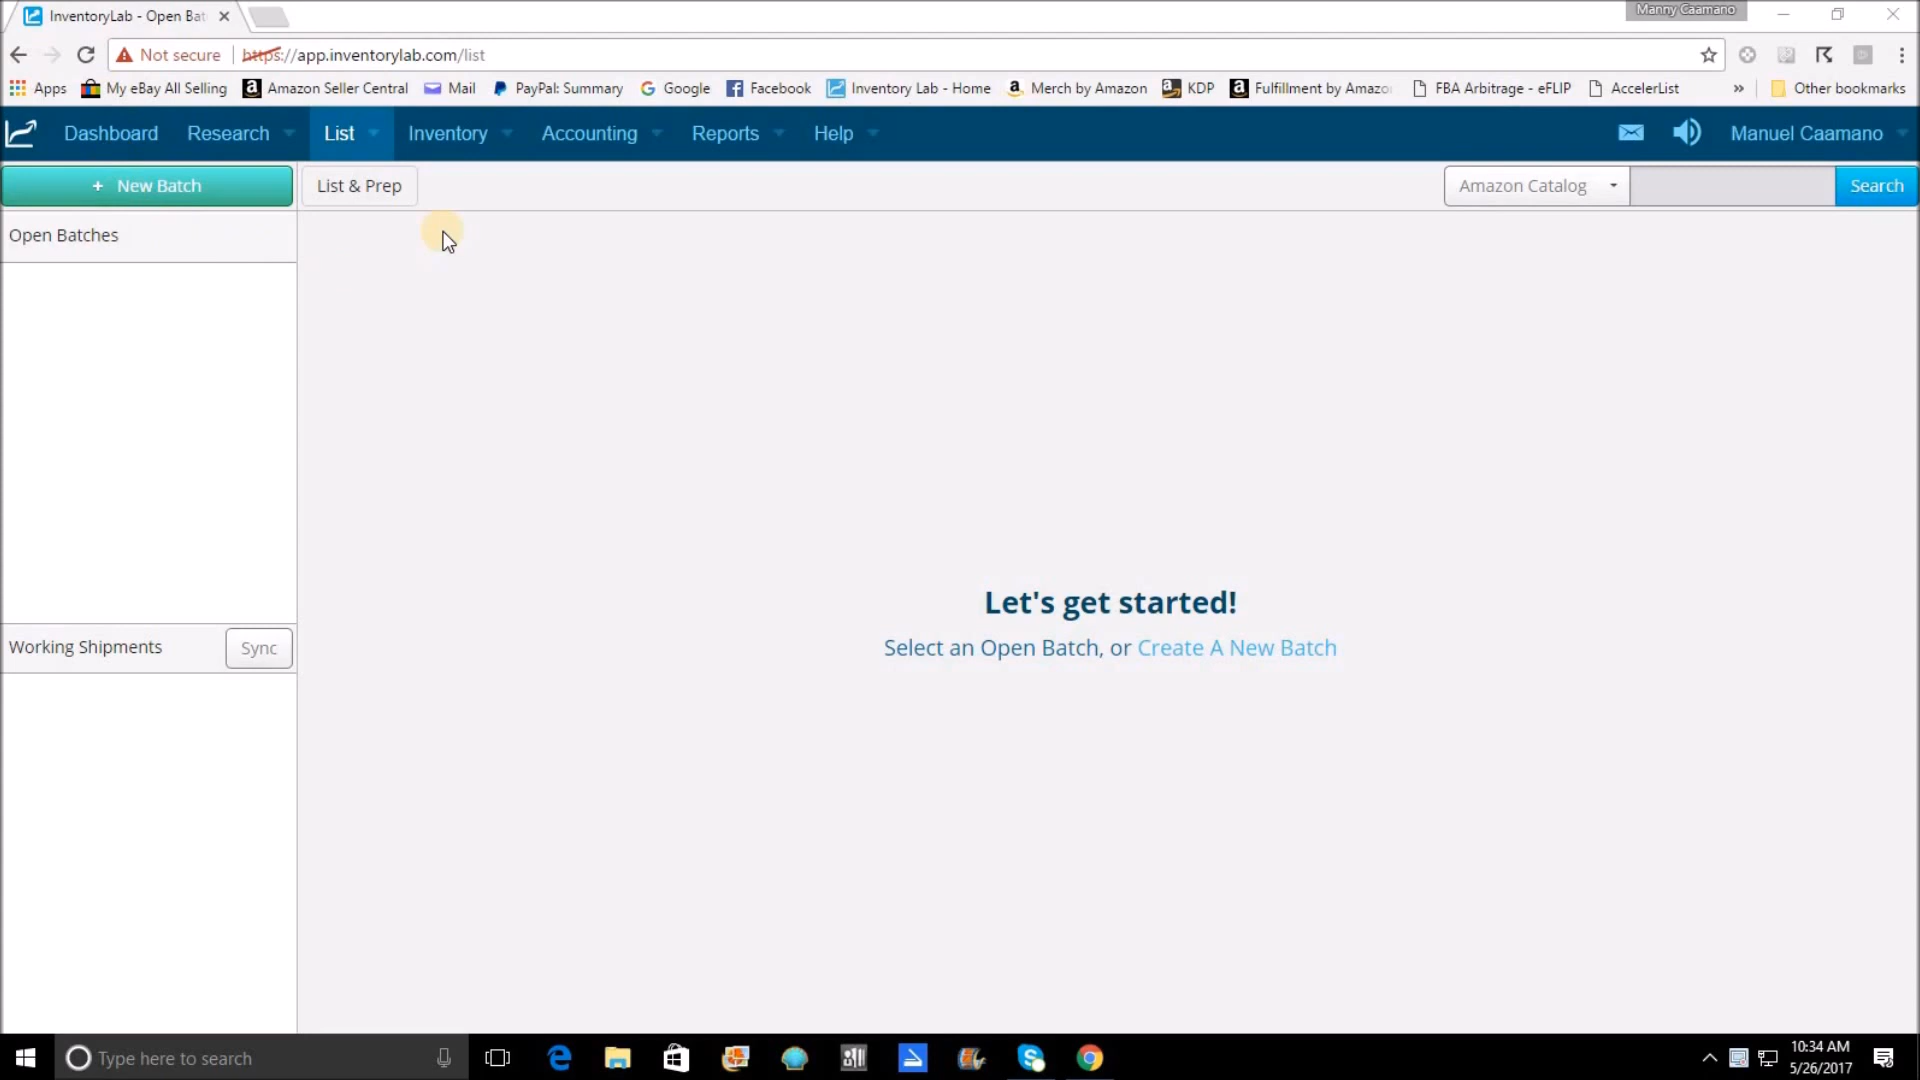 InventoryLab - Open Bat
Manny Caamano
Not secure https://app.inventorylab.com/list
Apps My eBay All Selling Amazon Seller Central Mail PayPal: Summary Google Facebook Inventory Lab - Home Merch by Amazon KDP Fulfillment by Amazo FBA Arbitrage - eFLIP AccelerList » Other bookmarks
Dashboard Research List Inventory Accounting Reports Help Manuel Caamano
+ New Batch List & Prep Amazon Catalog Search
Open Batches
Let's get started!
Select an Open Batch, or Create A New Batch
Working Shipments Sync
Type here to search
10:34 AM
5/26/2017